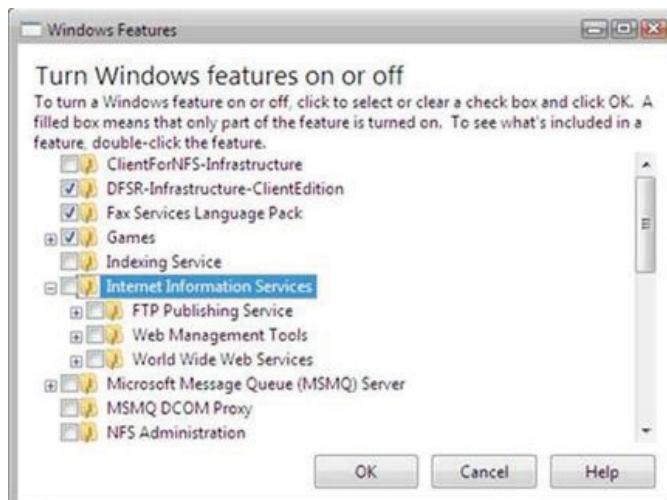 Windows Features
Turn Windows features on or off
To turn a Windows feature on or off, click to select or clear a check box and click OK. A
filled box means that only part of the feature is turned on. To see what's included in a
feature, double-click the feature.
ClientForNFS-Infrastructure
DFSR-Infrastructure-ClientEdition
Fax Services Language Pack
Games
Indexing Service
Internet Information Services
FTP Publishing Service
Web Management Tools
World Wide Web Services
Microsoft Message Queue (MSMQ) Server
MSMQ DCOM Proxy
NFS Administration
OK Cancel Help